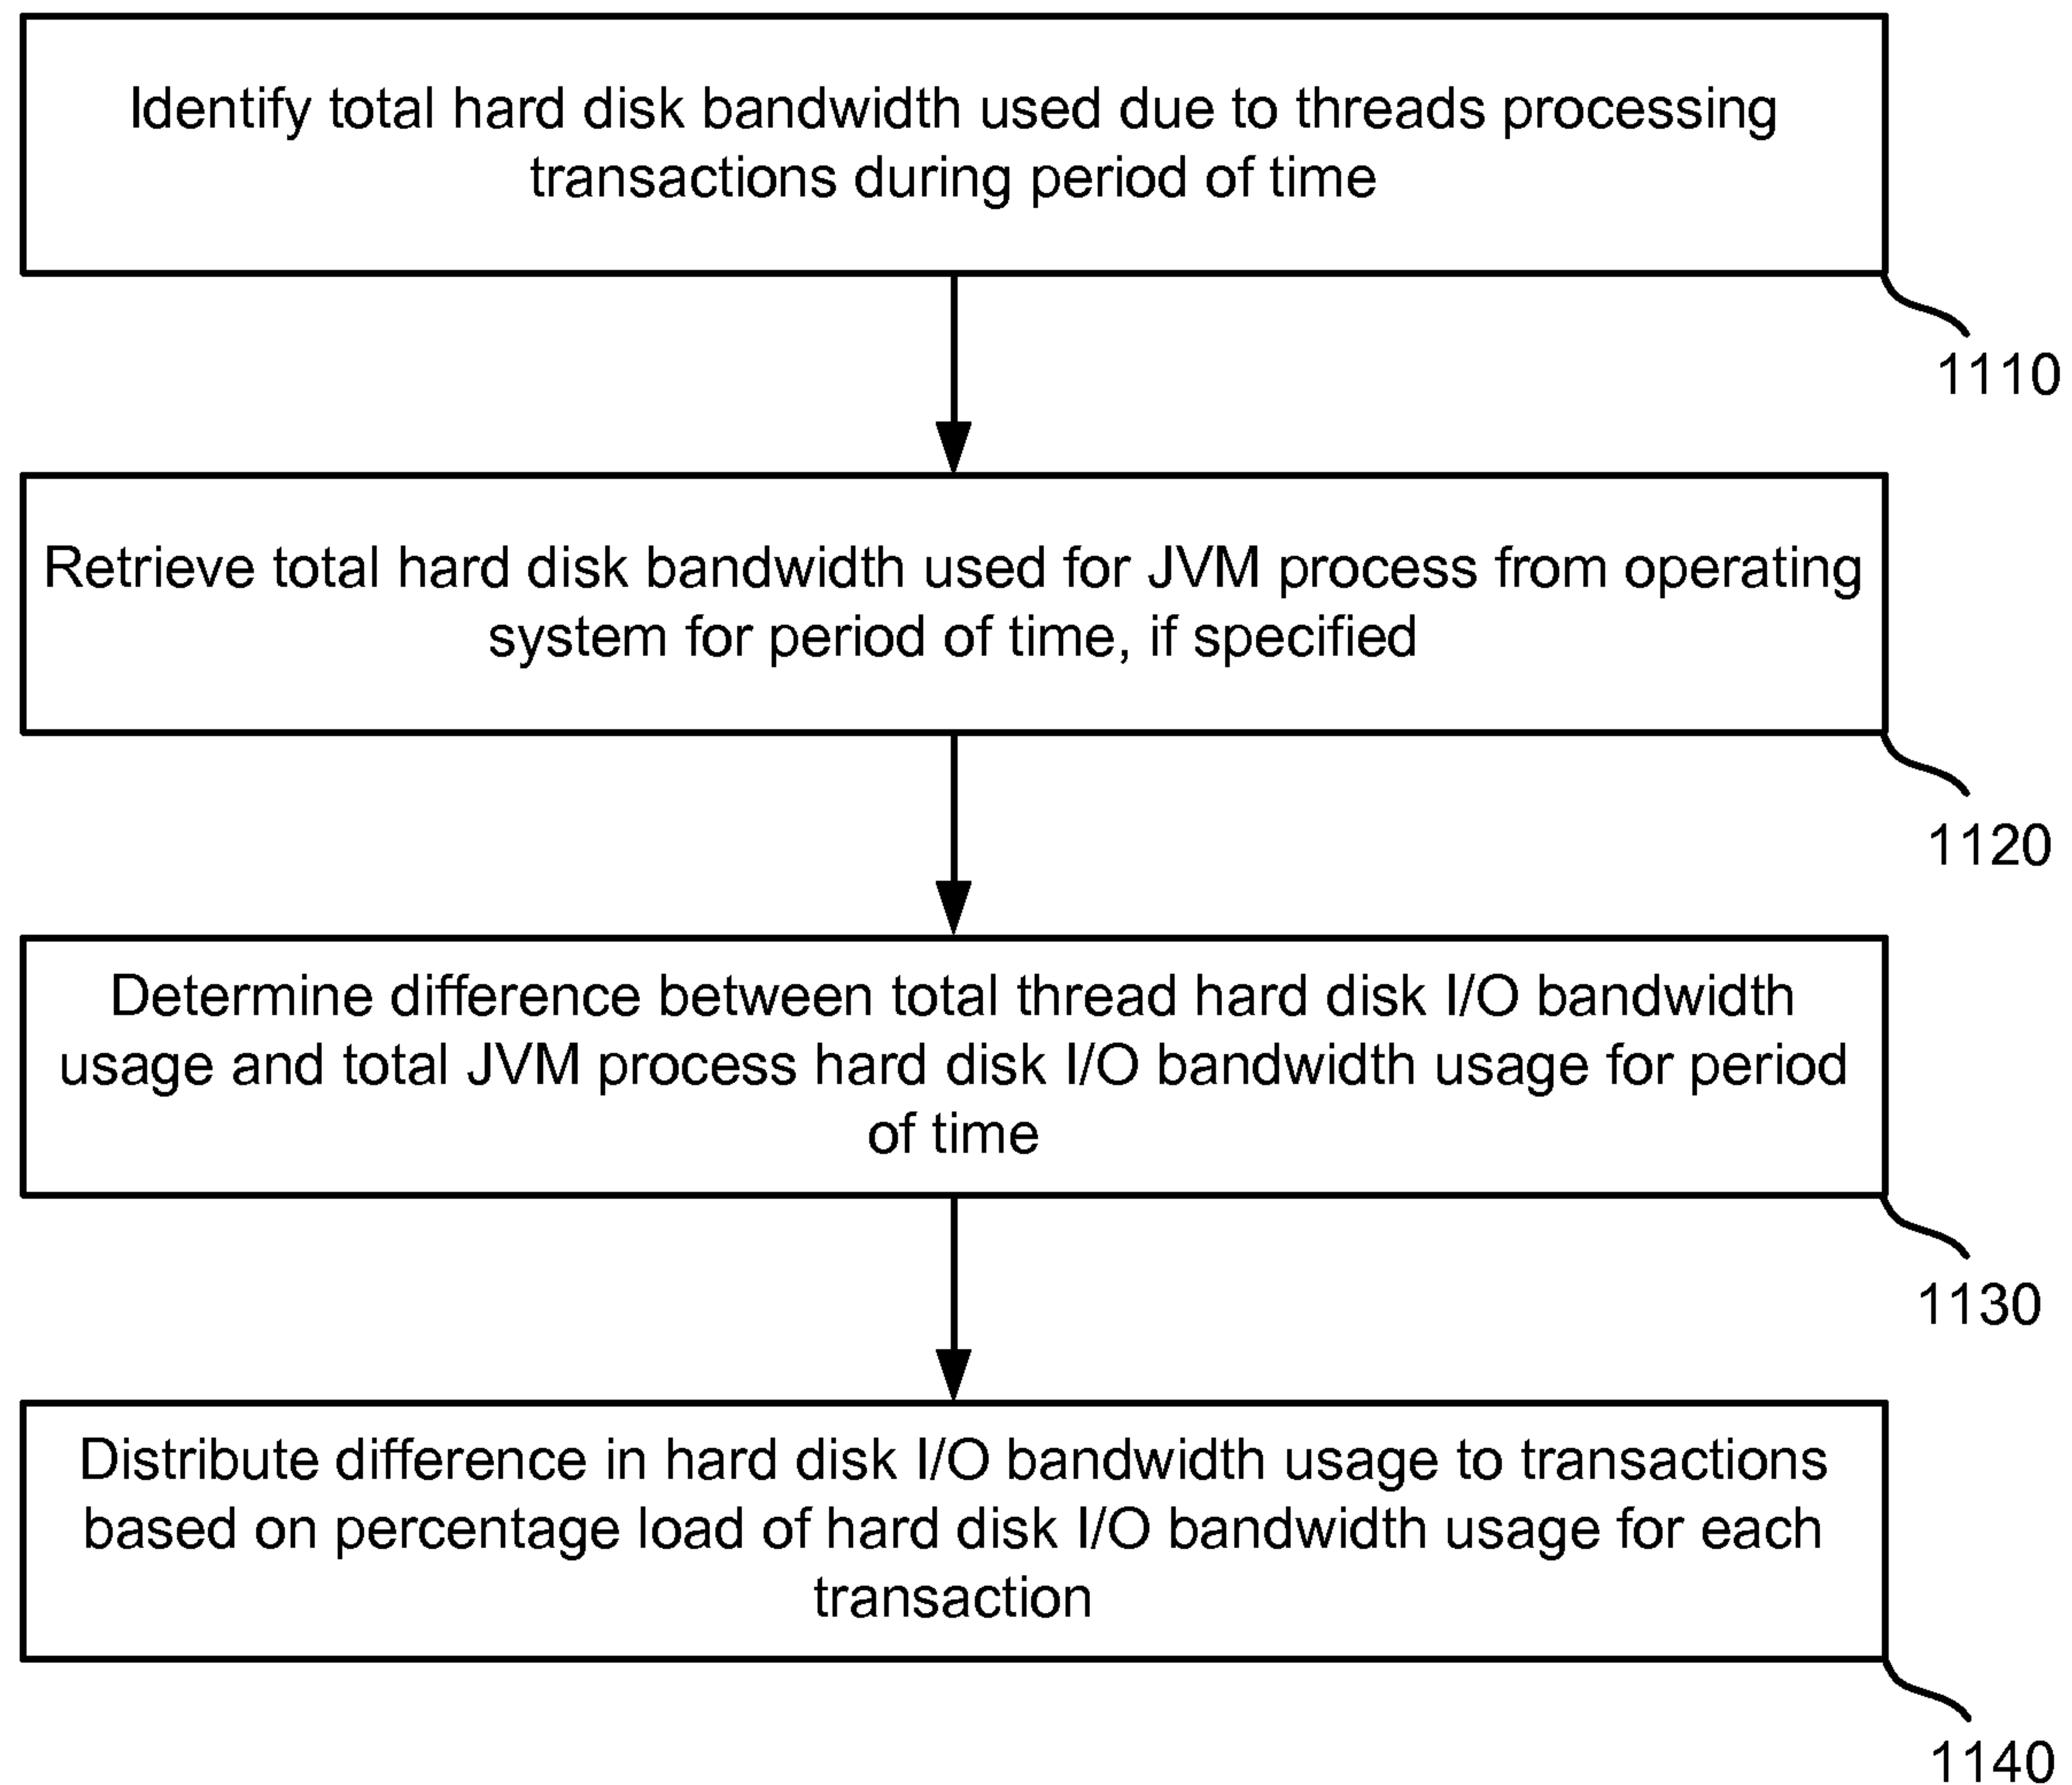 Identify total hard disk bandwidth used due to threads processing
transactions during period of time
1110
Retrieve total hard disk bandwidth used for JVM process from operating
system for period of time, if specified
1120
Determine difference between total thread hard disk I/O bandwidth
usage and total JVM process hard disk I/O bandwidth usage for period
of time
1130
Distribute difference in hard disk I/O bandwidth usage to transactions
based on percentage load of hard disk I/O bandwidth usage for each
transaction
1140